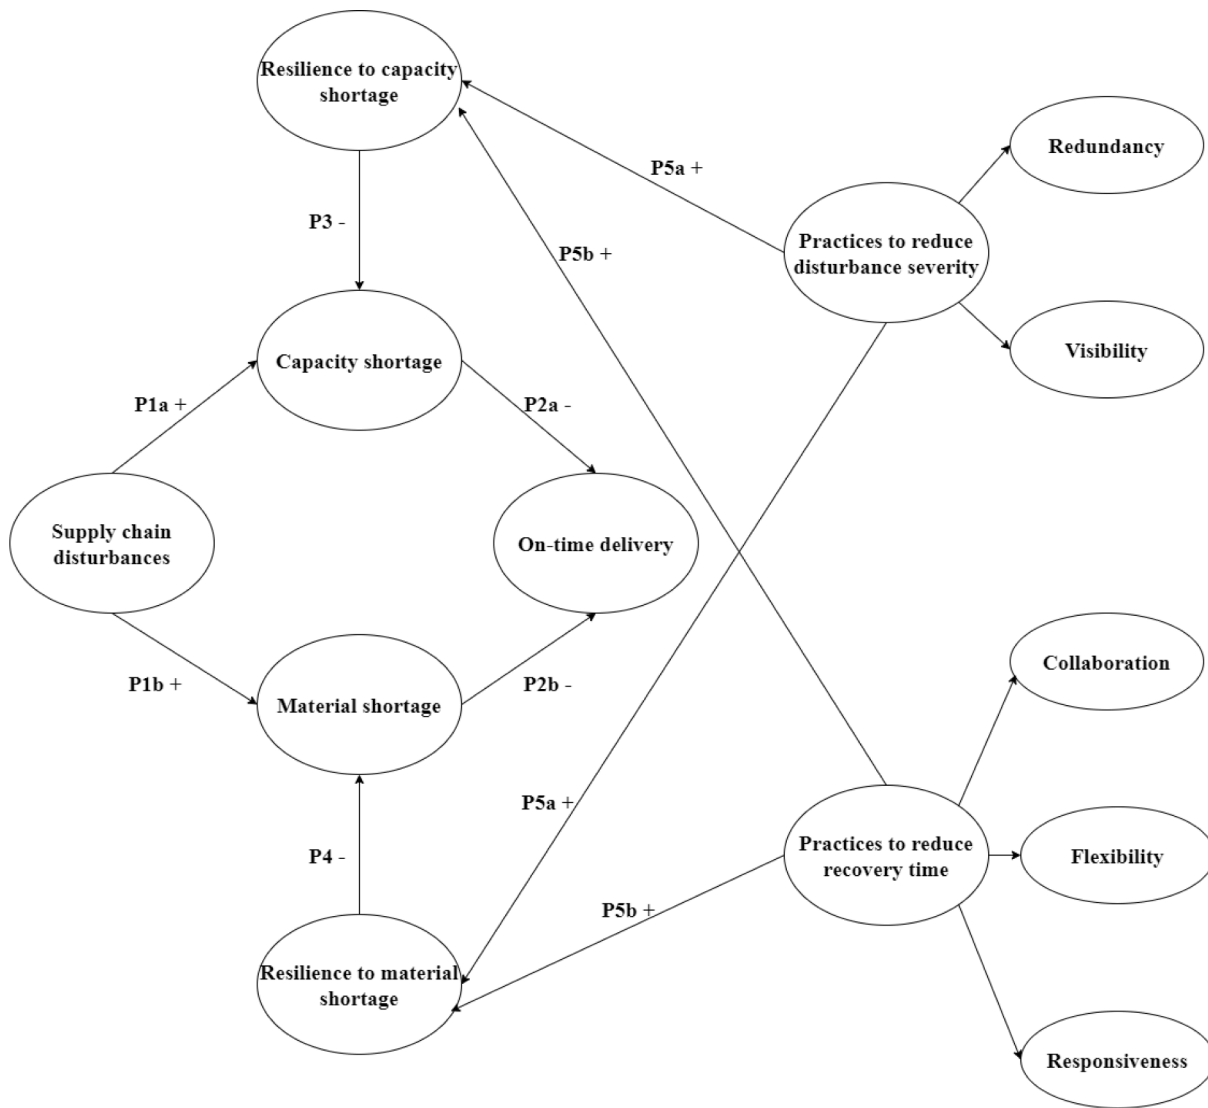 Resilience to capacity
shortage
Redundancy
P5a +
P3 -
Practices to reduce
disturbance severity
P5b +
Visibility
Capacity shortage
P1a +
P2a -
Supply chain
disturbances
On-time delivery
Collaboration
P1b +
Material shortage
P2b -
P5a +
P4 -
Practices to reduce
recovery time
Flexibility
P5b +
Resilience to material
shortage
Responsiveness